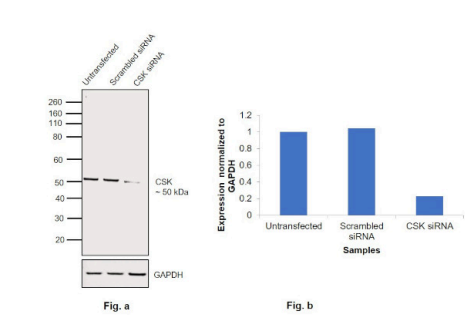 Untransfected
Scrambled siRNA
CSK siRNA
260
160
110
80
60
50
40
30
20
CSK
~ 50 kDa
GAPDH
Fig. a
Expression normalized to
GAPDH
1.2
1
0.8
0.6
0.4
0.2
0
Untransfected
Scrambled
siRNA
CSK siRNA
Samples
Fig. b